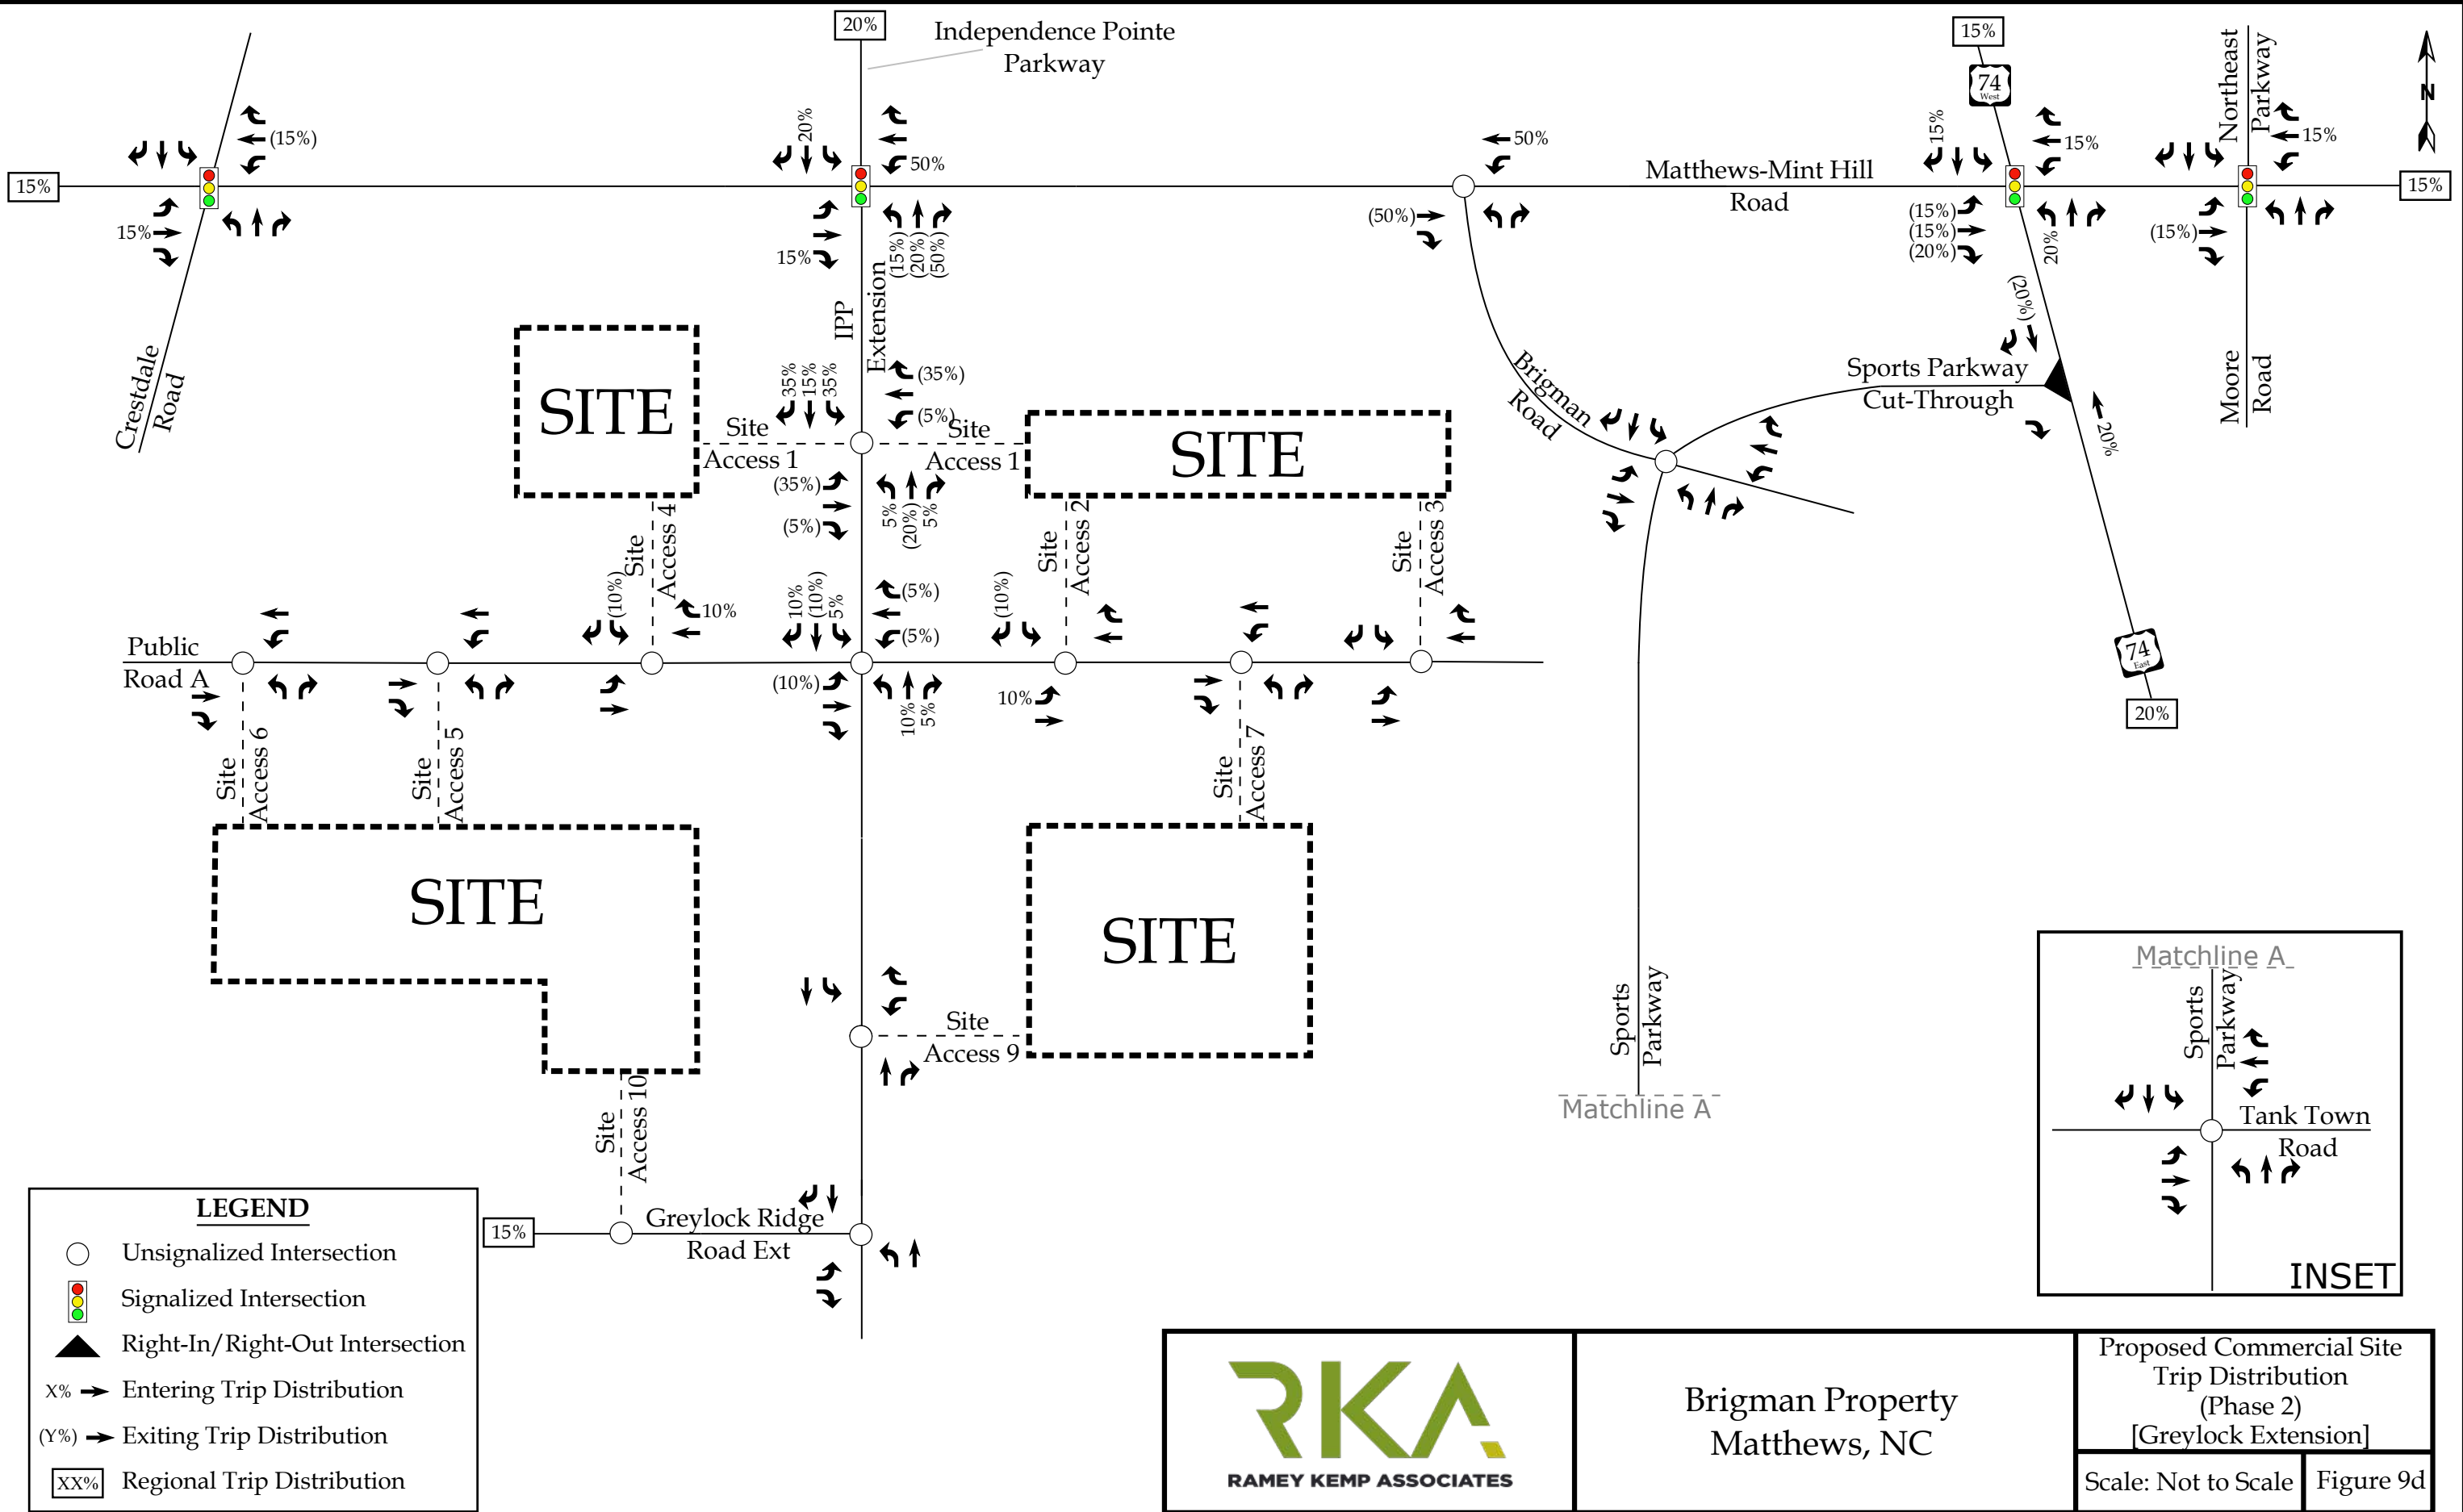 20%
Independence Pointe
Parkway
15%
74
West
Northeast
Parkway
N
(15%)
20%
50%
50%
15%
15%
15%
15%
Matthews-Mint Hill
Road
15%
15%
15%
(15%)
(20%)
(50%)
(50%)
(15%)
(15%)
(20%)
20%
(15%)
IPP
Extension
(20%)
Crestdale
Road
SITE
35%
15%
35%
(35%)
(5%)
Site
Access 1
Site
Access 1
SITE
Brigman
Road
Sports Parkway
Cut-Through
20%
Moore
Road
(35%)
(5%)
5%
(20%)
5%
Site
Access 4
Site
Access 2
Site
Access 3
(10%)
10%
10%
(10%)
5%
(5%)
(5%)
(10%)
Public
Road A
(10%)
10%
5%
10%
74
East
20%
Site
Access 6
Site
Access 5
Site
Access 7
SITE
SITE
Site
Access 9
Sports
Parkway
Matchline A
Site
Access 10
15%
Greylock Ridge
Road Ext
Matchline A
Sports
Parkway
Tank Town
Road
INSET
LEGEND
Unsignalized Intersection
Signalized Intersection
Right-In/Right-Out Intersection
X% Entering Trip Distribution
(Y%) Exiting Trip Distribution
XX% Regional Trip Distribution
RKA
RAMEY KEMP ASSOCIATES
Brigman Property
Matthews, NC
Proposed Commercial Site
Trip Distribution
(Phase 2)
[Greylock Extension]
Scale: Not to Scale
Figure 9d